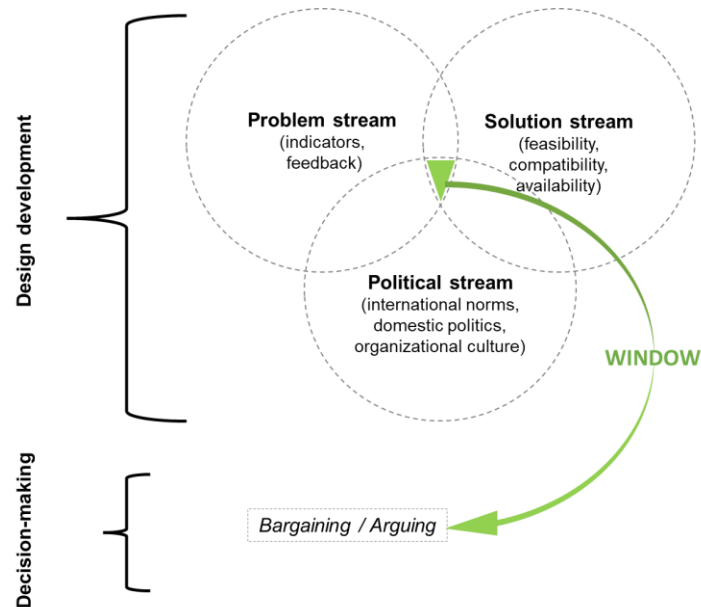 Design development
Problem stream
(indicators,
feedback)
Solution stream
(feasibility,
compatibility,
availability)
Political stream
(international norms,
domestic politics,
organizational culture)
WINDOW
Decision-making
Bargaining / Arguing